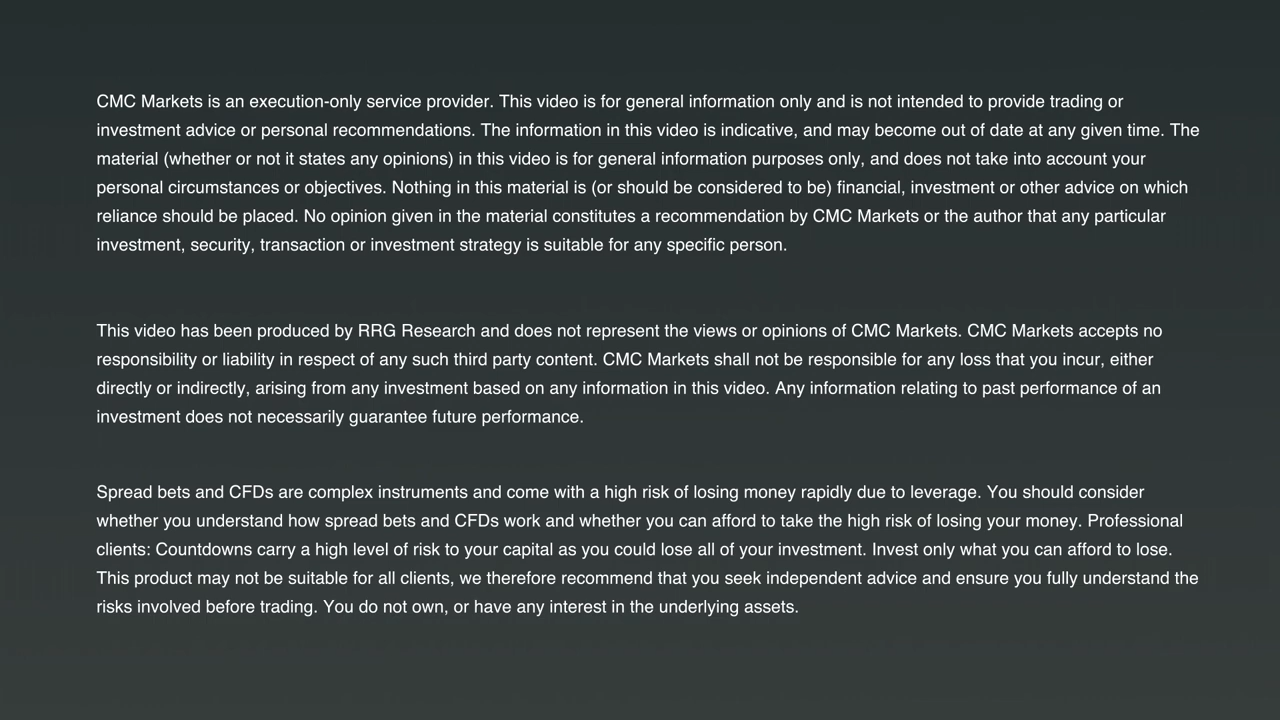 CMC Markets is an execution-only service provider. This video is for general information only and is not intended to provide trading or
investment advice or personal recommendations. The information in this video is indicative, and may become out of date at any given time. The
material (whether or not it states any opinions) in this video is for general information purposes only, and does not take into account your
personal circumstances or objectives. Nothing in this material is (or should be considered to be) financial, investment or other advice on which
reliance should be placed. No opinion given in the material constitutes a recommendation by CMC Markets or the author that any particular
investment, security, transaction or investment strategy is suitable for any specific person.
This video has been produced by RRG Research and does not represent the views or opinions of CMC Markets. CMC Markets accepts no
responsibility or liability in respect of any such third party content. CMC Markets shall not be responsible for any loss that you incur, either
directly or indirectly, arising from any investment based on any information in this video. Any information relating to past performance of an
investment does not necessarily guarantee future performance.
Spread bets and CFDs are complex instruments and come with a high risk of losing money rapidly due to leverage. You should consider
whether you understand how spread bets and CFDs work and whether you can afford to take the high risk of losing your money. Professional
clients: Countdowns carry a high level of risk to your capital as you could lose all of your investment. Invest only what you can afford to lose.
This product may not be suitable for all clients, we therefore recommend that you seek independent advice and ensure you fully understand the
risks involved before trading. You do not own, or have any interest in the underlying assets.